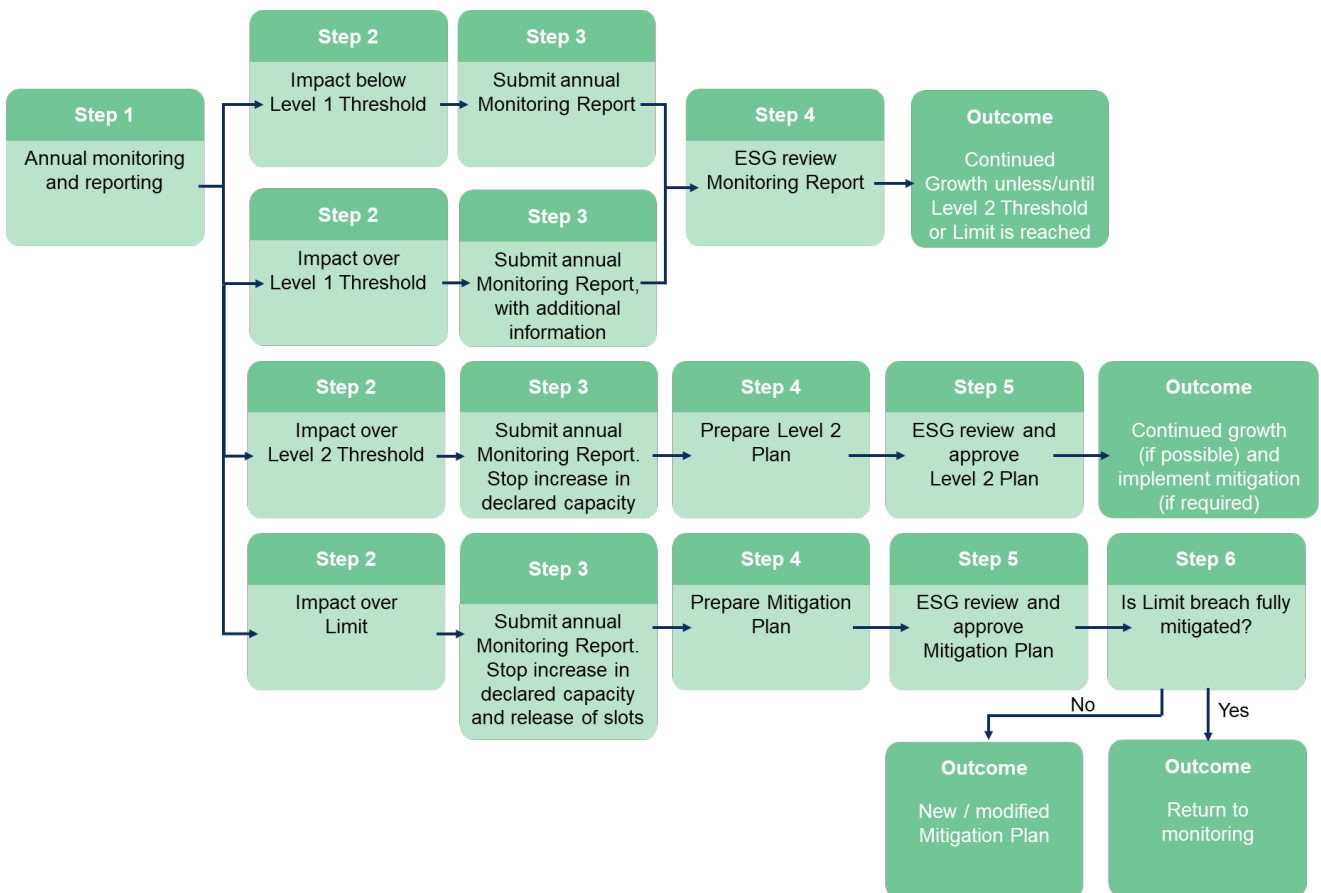 Step 1
Annual monitoring
and reporting
Step 2
Impact below
Level 1 Threshold
Step 3
Submit annual
Monitoring Report
Step 2
Impact over
Level 1 Threshold
Step 3
Submit annual
Monitoring Report,
with additional
information
Step 4
ESG review
Monitoring Report
Outcome
Continued
Growth unless/until
Level 2 Threshold
or Limit is reached
Step 2
Impact over
Level 2 Threshold
Step 3
Submit annual
Monitoring Report.
Stop increase in
declared capacity
Step 4
Prepare Level 2
Plan
Step 5
ESG review and
approve
Level 2 Plan
Outcome
Continued growth
(if possible) and
implement mitigation
(if required)
Step 2
Impact over
Limit
Step 3
Submit annual
Monitoring Report.
Stop increase in
declared capacity
and release of slots
Step 4
Prepare Mitigation
Plan
Step 5
ESG review and
approve
Mitigation Plan
Step 6
Is Limit breach fully
mitigated?
No
Yes
Outcome
New / modified
Mitigation Plan
Outcome
Return to
monitoring